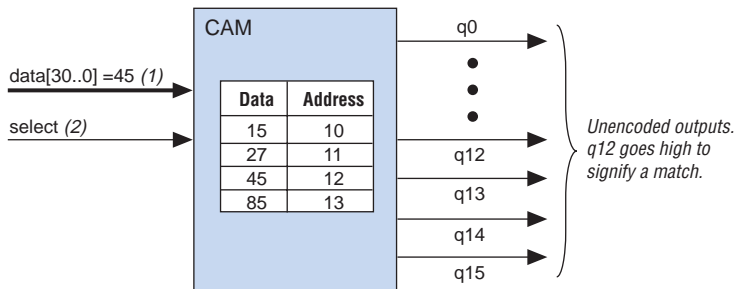 CAM
q0
data[30..0] =45 (1)
select (2)
Data Address
15 10
27 11
45 12
85 13
q12
q13
q14
q15
Unencoded outputs.
q12 goes high to
signify a match.